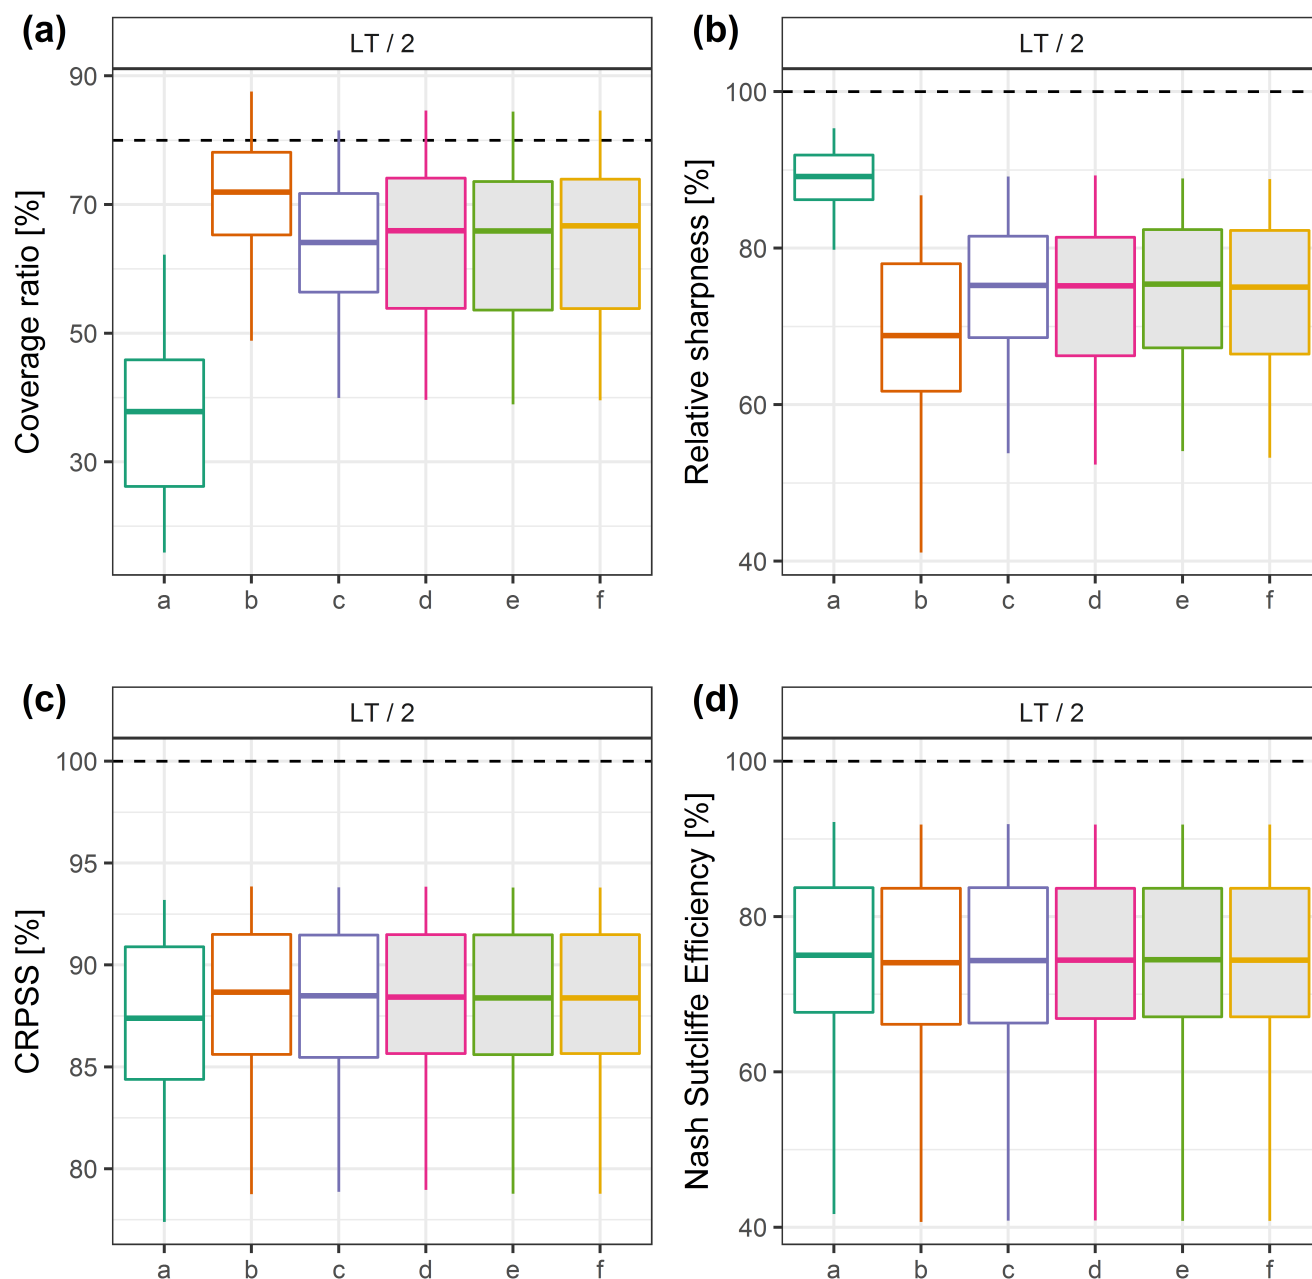 (a)
LT / 2
Coverage ratio [%]
90
70
50
30
a b c d e f
(b)
LT / 2
Relative sharpness [%]
100
80
60
40
a b c d e f
(c)
LT / 2
CRPSS [%]
100
95
90
85
80
a b c d e f
(d)
LT / 2
Nash Sutcliffe Efficiency [%]
100
80
60
40
a b c d e f